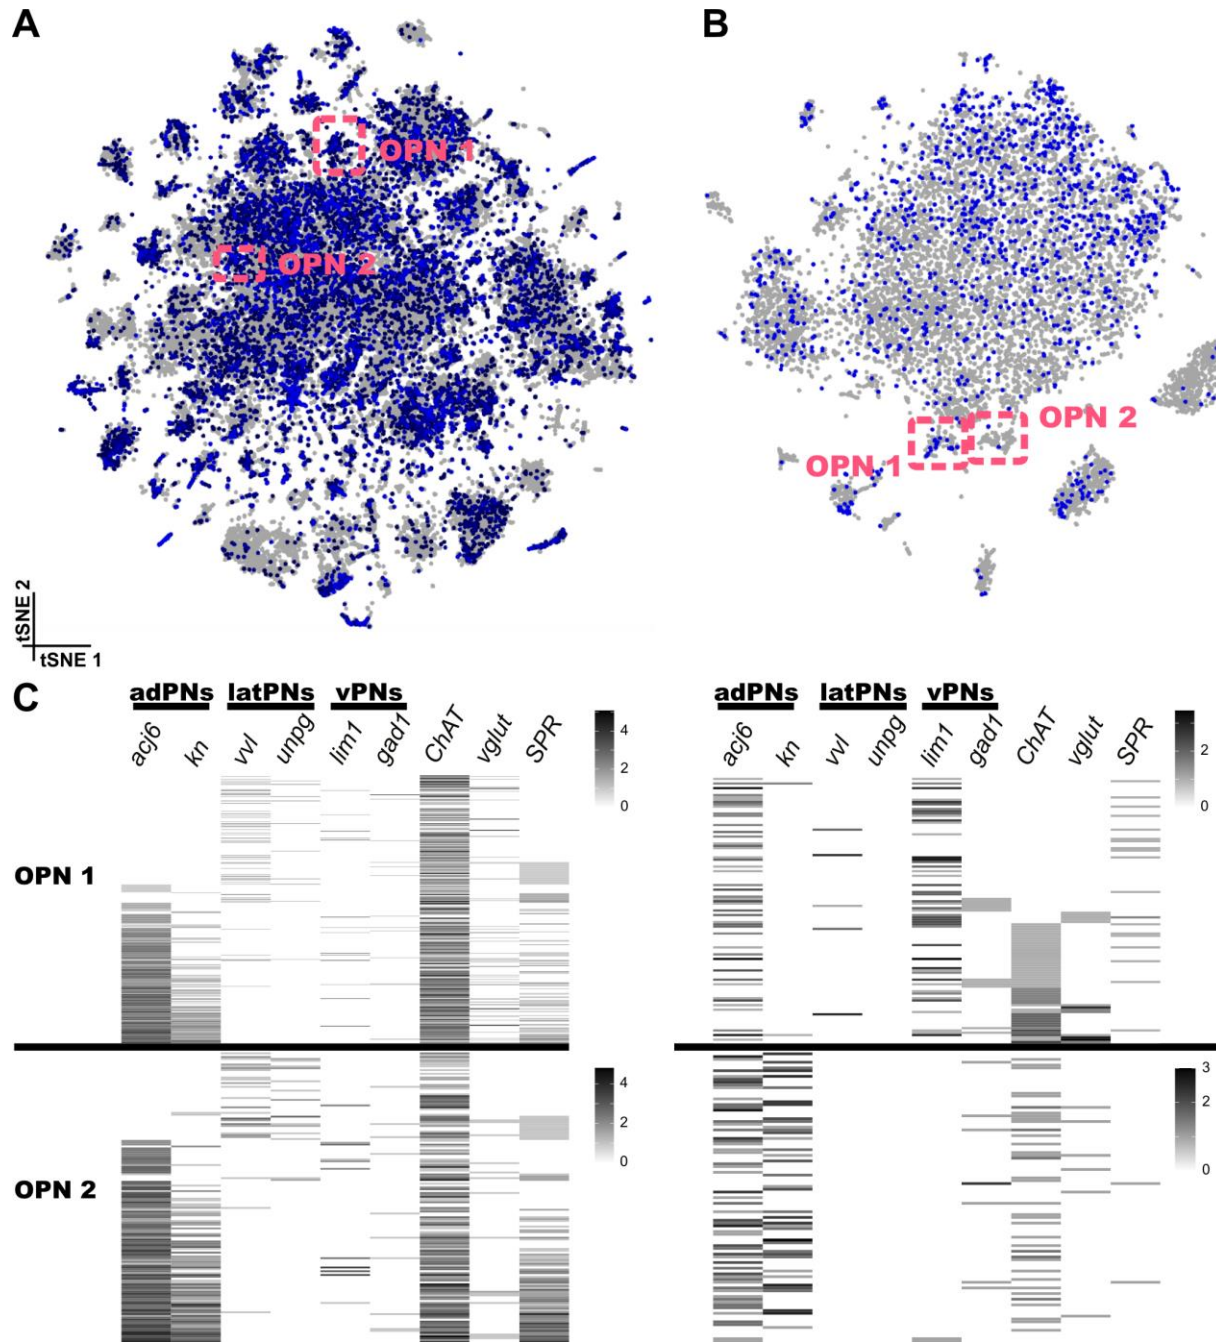 A
B
OPN 1
OPN 2
OPN 2
OPN 1
tSNE 2
tSNE 1
C
adPNs latPNs vPNs
acj6 kn vvl unpg lim1 gad1 ChAT vglut SPR
4
2
0
adPNs latPNs vPNs
acj6 kn vvl unpg lim1 gad1 ChAT vglut SPR
2
0
OPN 1
4
2
0
3
2
0
OPN 2